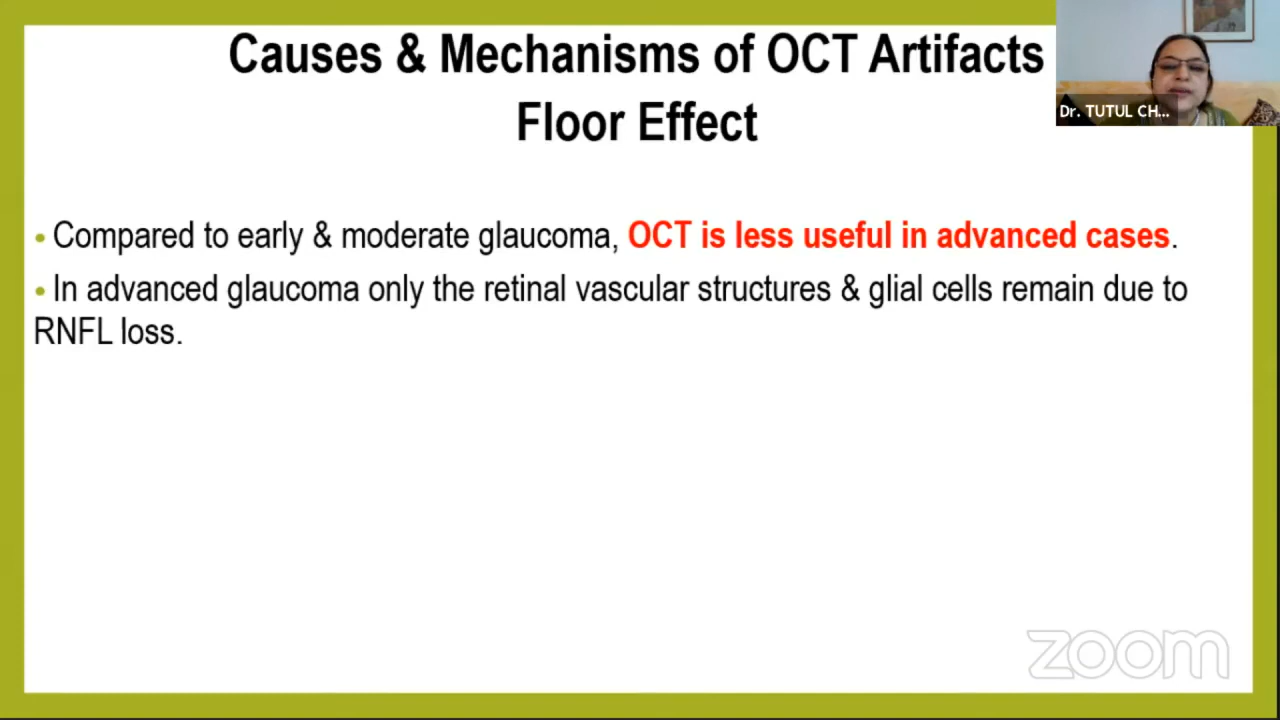 Causes & Mechanisms of OCT Artifacts
Floor Effect
Dr. TUTUL CH...
• Compared to early & moderate glaucoma, OCT is less useful in advanced cases.
• In advanced glaucoma only the retinal vascular structures & glial cells remain due to
RNFL loss.
zoom